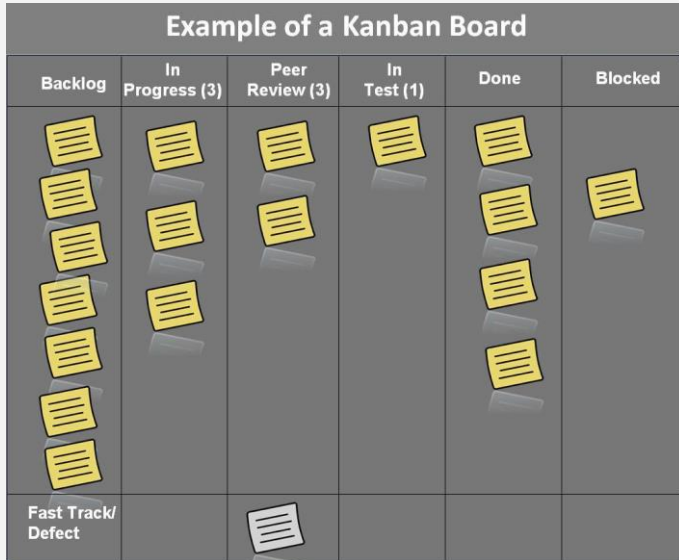 Example of a Kanban Board
Backlog
In
Progress (3)
Peer
Review (3)
In
Test (1)
Done
Blocked
Fast Track/
Defect